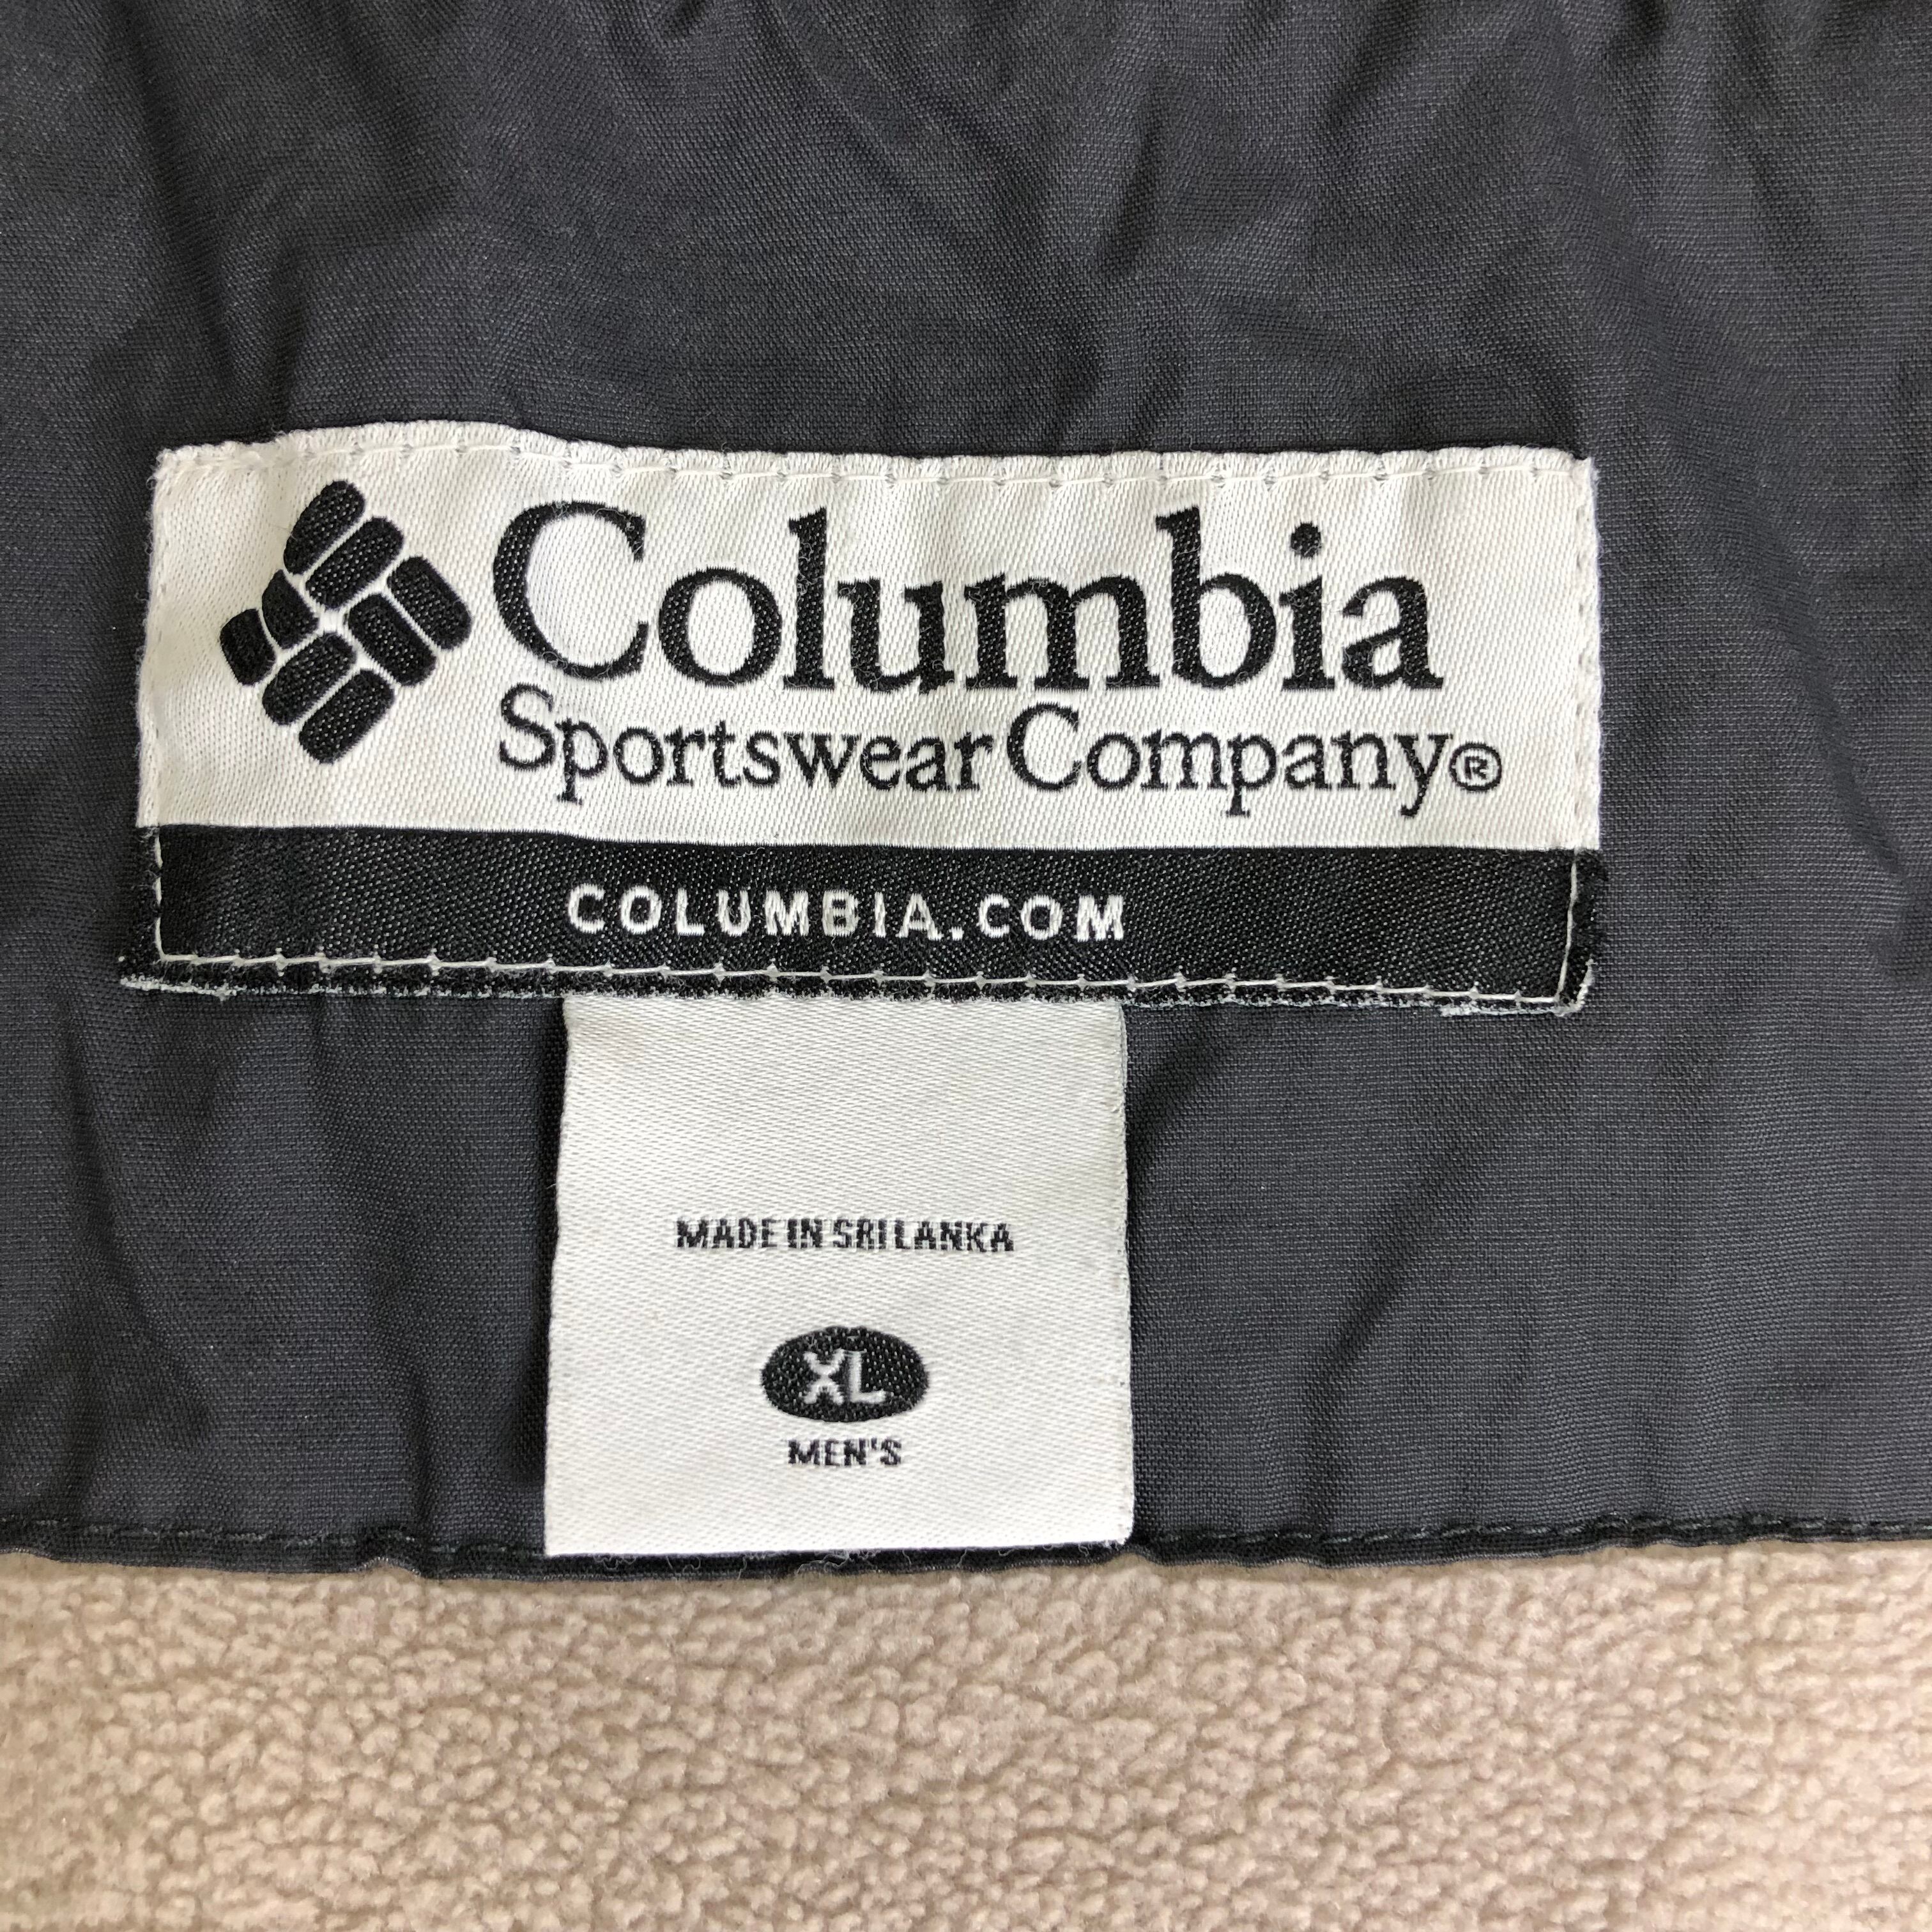 Columbia
Sportswear Company®
COLUMBIA.COM
MADE IN SRI LANKA
XL
MEN'S